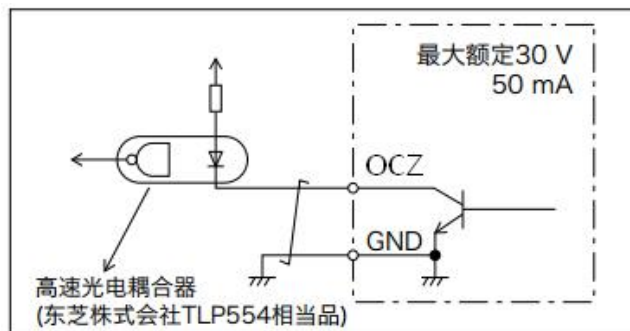 最大额定30 V
50 mA
OCZ
GND
高速光电耦合器
(东芝株式会社TLP554相当品)